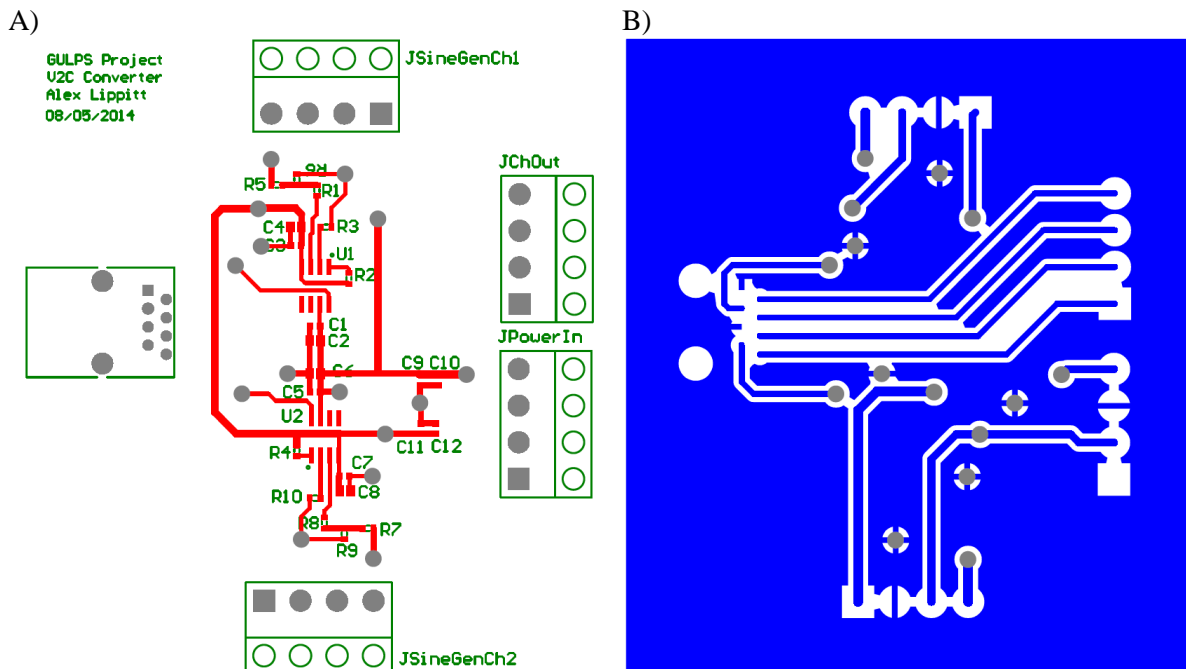 A)
B)
GULPS Project
V2C Converter
Alex Lippitt
08/05/2014
JSineGenCh1
JChOut
R6
R5
R1
C4
R3
C3
U1
R2
C1
C2
JPowerIn
C9 C10
C6
C5
U2
C11 C12
R4
C7
C8
R10
R8
R7
R9
JSineGenCh2